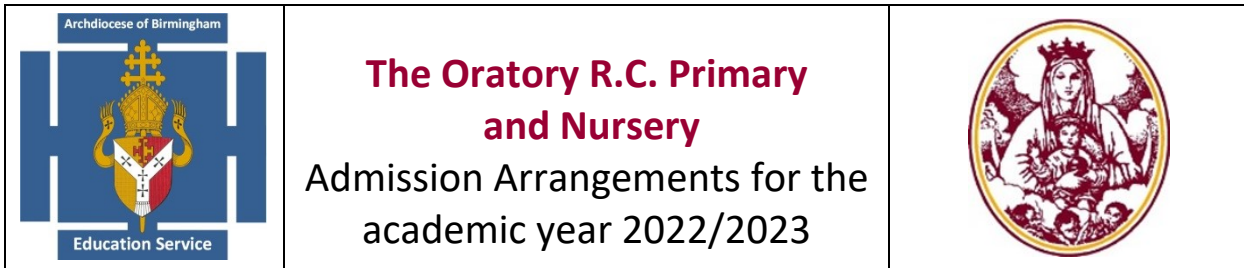 Archdiocese of Birmingham
Education Service
The Oratory R.C. Primary
and Nursery
Admission Arrangements for the
academic year 2022/2023